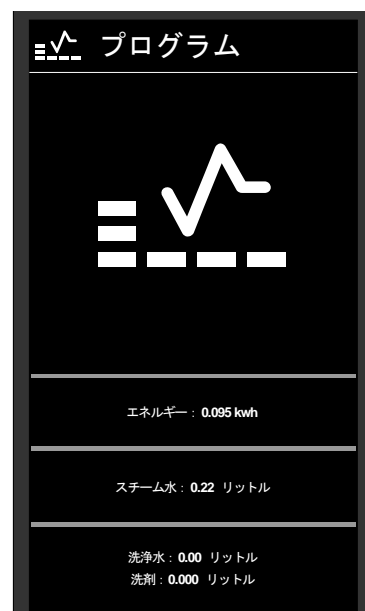 プログラム
エネルギー : 0.095 kwh
スチーム水 : 0.22 リットル
洗浄水 : 0.00 リットル
洗剤 : 0.000 リットル